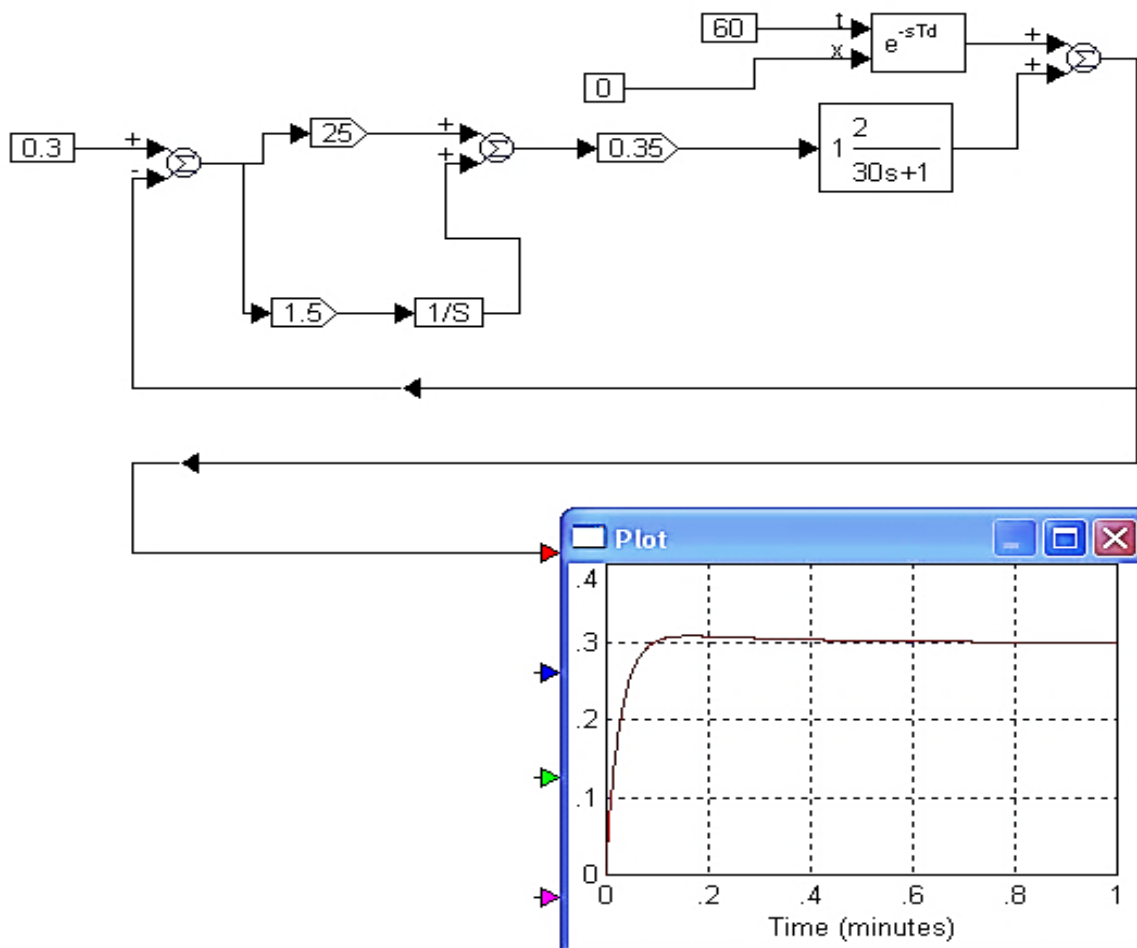 60
t
x
e^-sTd
+
+
Σ
0
0.3
+
-
Σ
25
+
+
Σ
0.35
1
2
30s+1
1.5
1/S
Plot
.4
.3
.2
.1
0
0
.2
.4
.6
.8
1
Time (minutes)